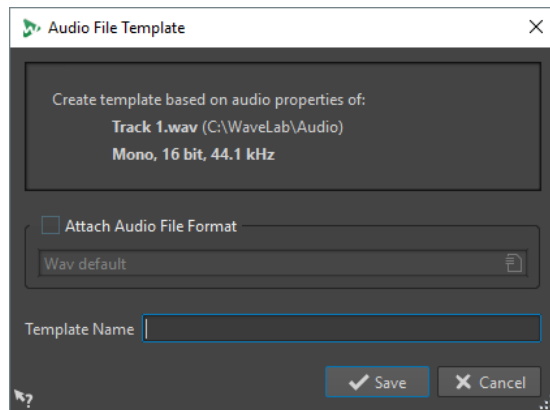 Audio File Template
Create template based on audio properties of:
Track 1.wav (C:\WaveLab\Audio)
Mono, 16 bit, 44.1 kHz
Attach Audio File Format
Wav default
Template Name
Save Cancel
?